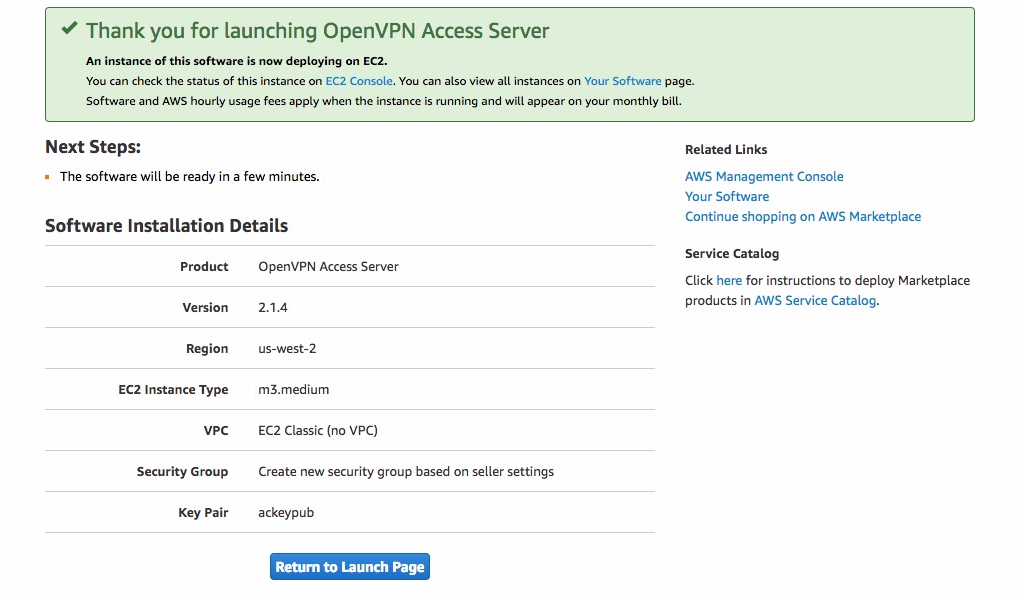 Thank you for launching OpenVPN Access Server
An instance of this software is now deploying on EC2.
You can check the status of this instance on EC2 Console. You can also view all instances on Your Software page.
Software and AWS hourly usage fees apply when the instance is running and will appear on your monthly bill.
Next Steps:
The software will be ready in a few minutes.
Software Installation Details
Product OpenVPN Access Server
Version 2.1.4
Region us-west-2
EC2 Instance Type m3.medium
VPC EC2 Classic (no VPC)
Security Group Create new security group based on seller settings
Key Pair ackeypub
Return to Launch Page
Related Links
AWS Management Console
Your Software
Continue shopping on AWS Marketplace
Service Catalog
Click here for instructions to deploy Marketplace
products in AWS Service Catalog.